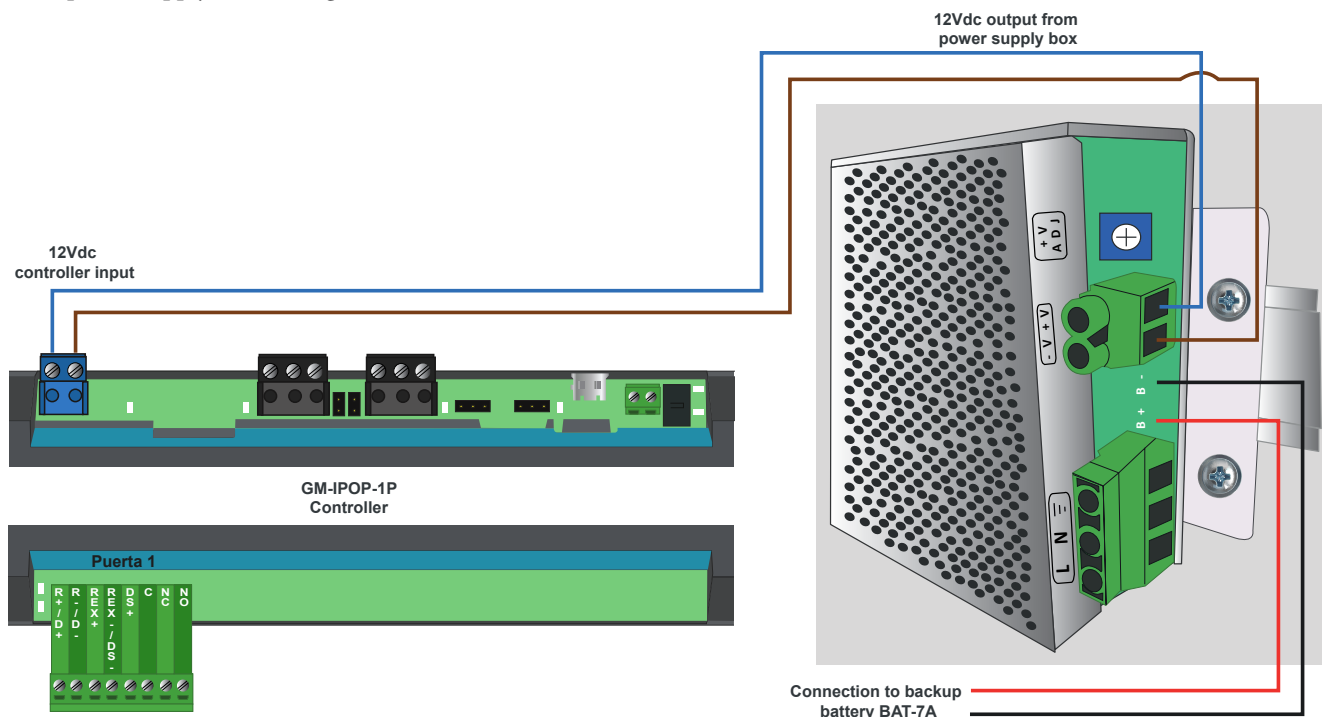 12Vdc output from
power supply box
12Vdc
controller input
+ V
A D J
- V + V
B + B -
L N
GM-IPOP-1P
Controller
Puerta 1
R+/D+ R-/D- REX+ REX-/DS- DS+ C NC NO
Connection to backup
battery BAT-7A